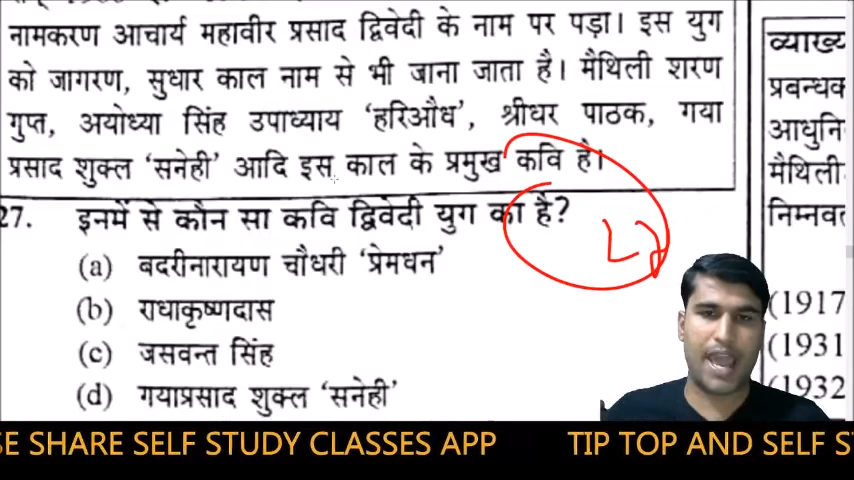 नामकरण आचार्य महावीर प्रसाद द्विवेदी के नाम पर पड़ा। इस युग
को जागरण, सुधार काल नाम से भी जाना जाता है। मैथिली शरण
गुप्त, अयोध्या सिंह उपाध्याय ‘हरिऔध’, श्रीधर पाठक, गया
प्रसाद शुक्ल ‘सनेही’ आदि इस काल के प्रमुख कवि है।
27. इनमें से कौन सा कवि द्विवेदी युग का है?
(a) बदरीनारायण चौधरी ‘प्रेमधन’
(b) राधाकृष्णदास
(c) जसवन्त सिंह
(d) गयाप्रसाद शुक्ल ‘सनेही’
व्याख्य
प्रबन्धक
आधुनि
मैथिली
निम्नवत
(1917
(1931
(1932
SE SHARE SELF STUDY CLASSES APP TIP TOP AND SELF S